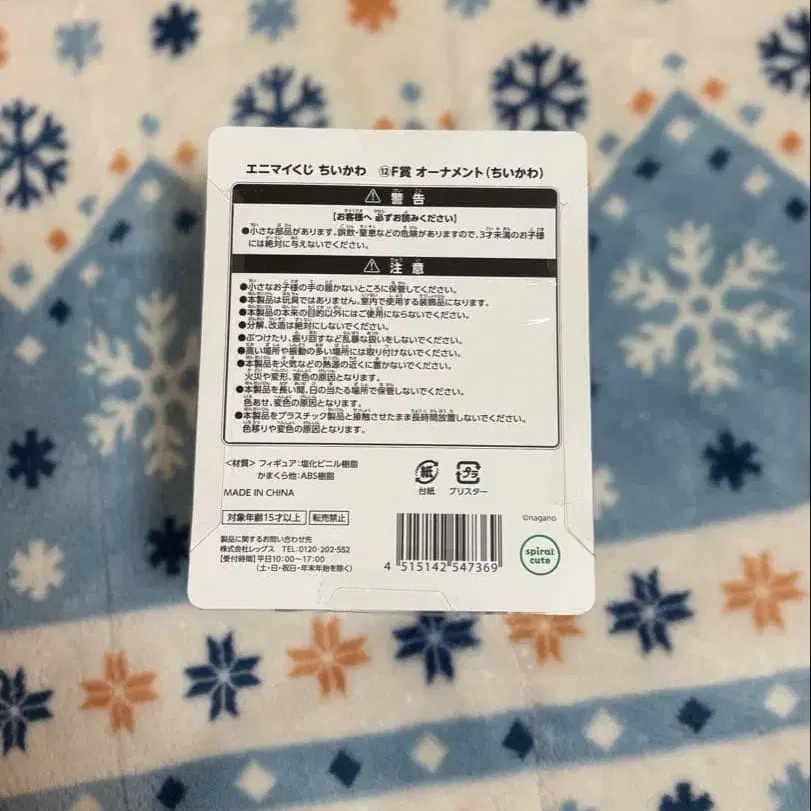 エニマイくじ ちいかわ ⑫F賞 オーナメント(ちいかわ)
⚠ 警告
【お客様へ 必ずお読みください】
●小さな部品があります。誤飲・窒息などの危険がありますので、3才未満のお子様
には絶対に与えないでください。
⚠ 注意
●小さなお子様の手の届かないところに保管してください。
●本製品は玩具ではありません。室内で使用する装飾品になります。
●本製品の本来の目的以外にはご使用にならないでください。
●分解、改造は絶対にしないでください。
●ぶつけたり、振り回すなど乱暴な扱いをしないでください。
●高い場所や振動の多い場所には取り付けないでください。
●本製品を火気などの熱源の近くに置かないでください。
火災や変形、変色の原因となります。
●本製品を長い間、日の当たる場所で保管しないでください。
色あせ、変色の原因となります。
●本製品をプラスチック製品と接触させたまま長時間放置しないでください。
色移りや変色の原因となります。
<材質> フィギュア:塩化ビニル樹脂
かまくら他:ABS樹脂
MADE IN CHINA
紙 プラ
台紙 ブリスター
対象年齢15才以上 転売禁止
製品に関するお問い合わせ先
株式会社レッグス TEL:0120-202-552
【受付時間】平日10:00~17:00
(土・日・祝日・年末年始を除く)
4 515142 547369
©nagano
spiral
cute